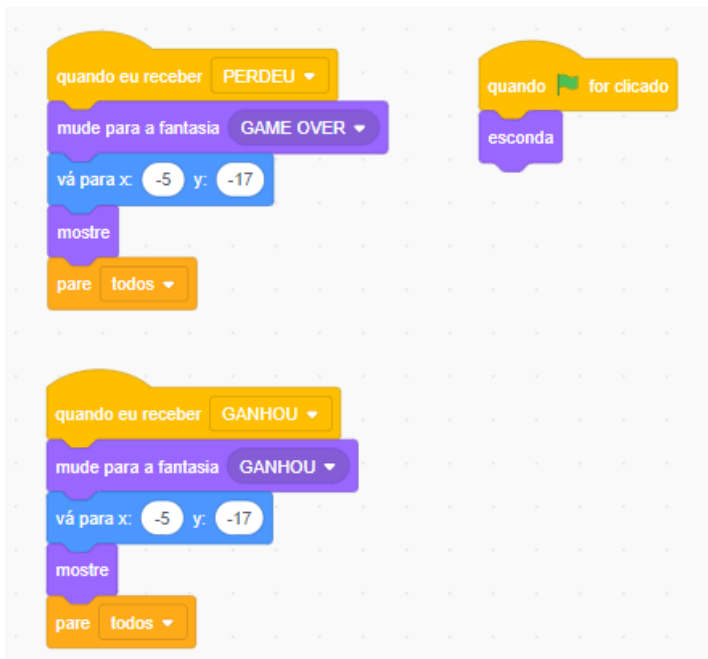 quando eu receber PERDEU
mude para a fantasia GAME OVER
vá para x: -5 y: -17
mostre
pare todos
quando for clicado
esconda
quando eu receber GANHOU
mude para a fantasia GANHOU
vá para x: -5 y: -17
mostre
pare todos